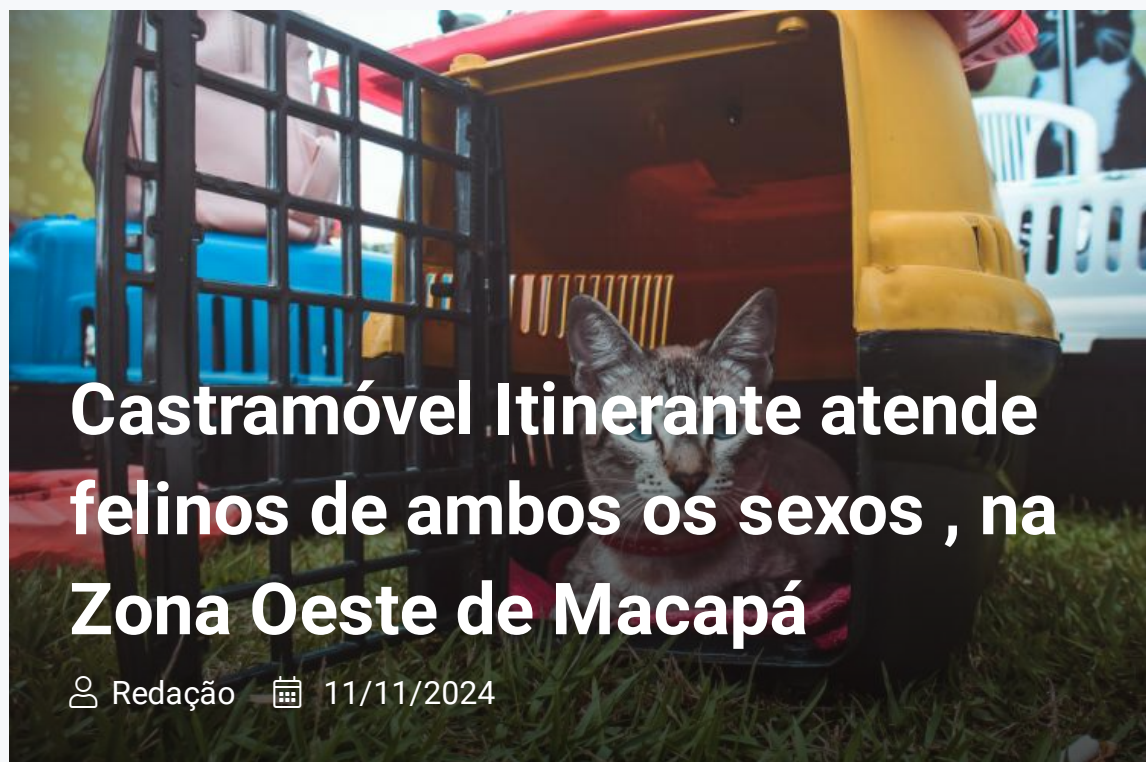 Castramóvel Itinerante atende
felinos de ambos os sexos , na
Zona Oeste de Macapá
Redação 11/11/2024